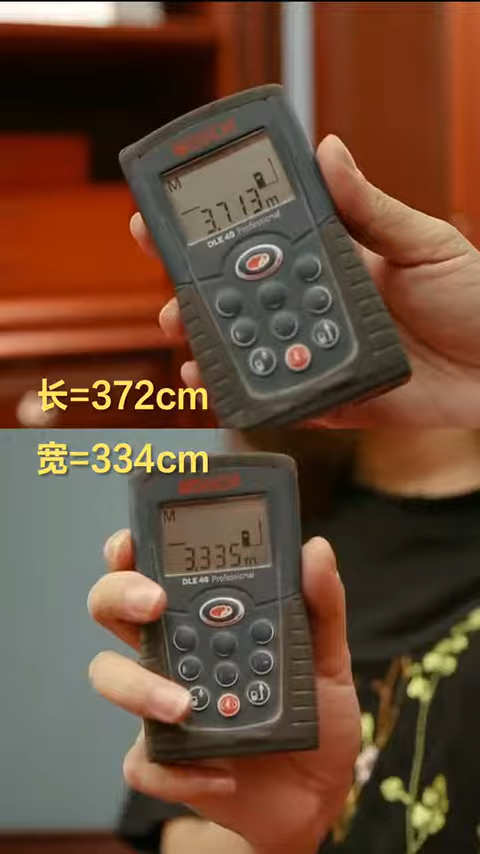 M
3.713m
DLE 40 Professional
长=372cm
宽=334cm
M
3.335m
DLE 40 Professional